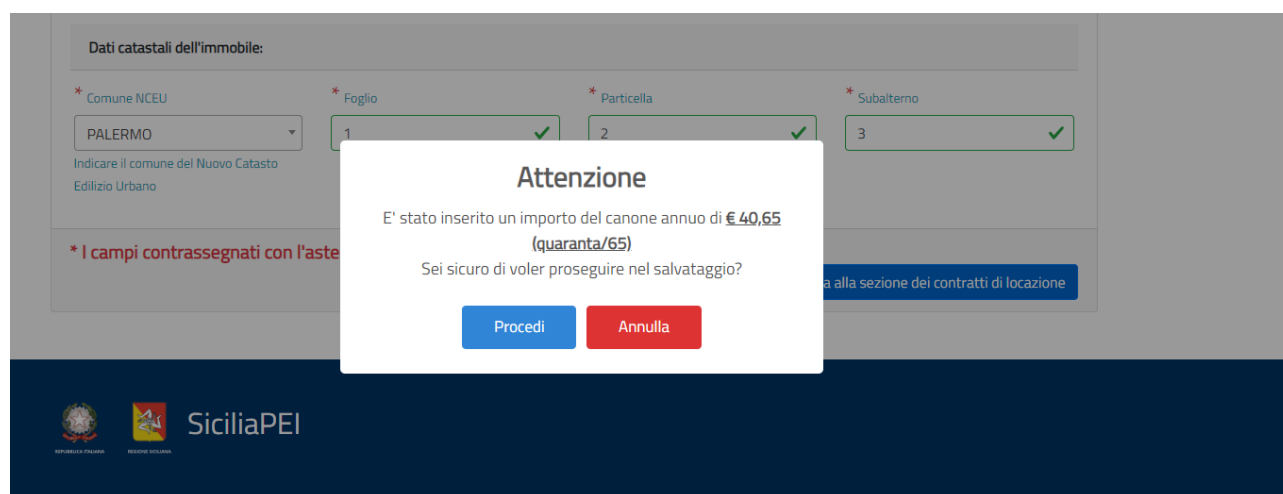 Dati catastali dell'immobile:
* Comune NCEU
* Foglio
* Particella
* Subalterno
PALERMO
1
2
3
Indicare il comune del Nuovo Catasto
Edilizio Urbano
Attenzione
E' stato inserito un importo del canone annuo di € 40,65
(quaranta/65)
Sei sicuro di voler proseguire nel salvataggio?
* I campi contrassegnati con l'aste
a alla sezione dei contratti di locazione
Procedi
Annulla
SiciliaPEI
REPUBBLICA ITALIANA
REGIONE SICILIANA